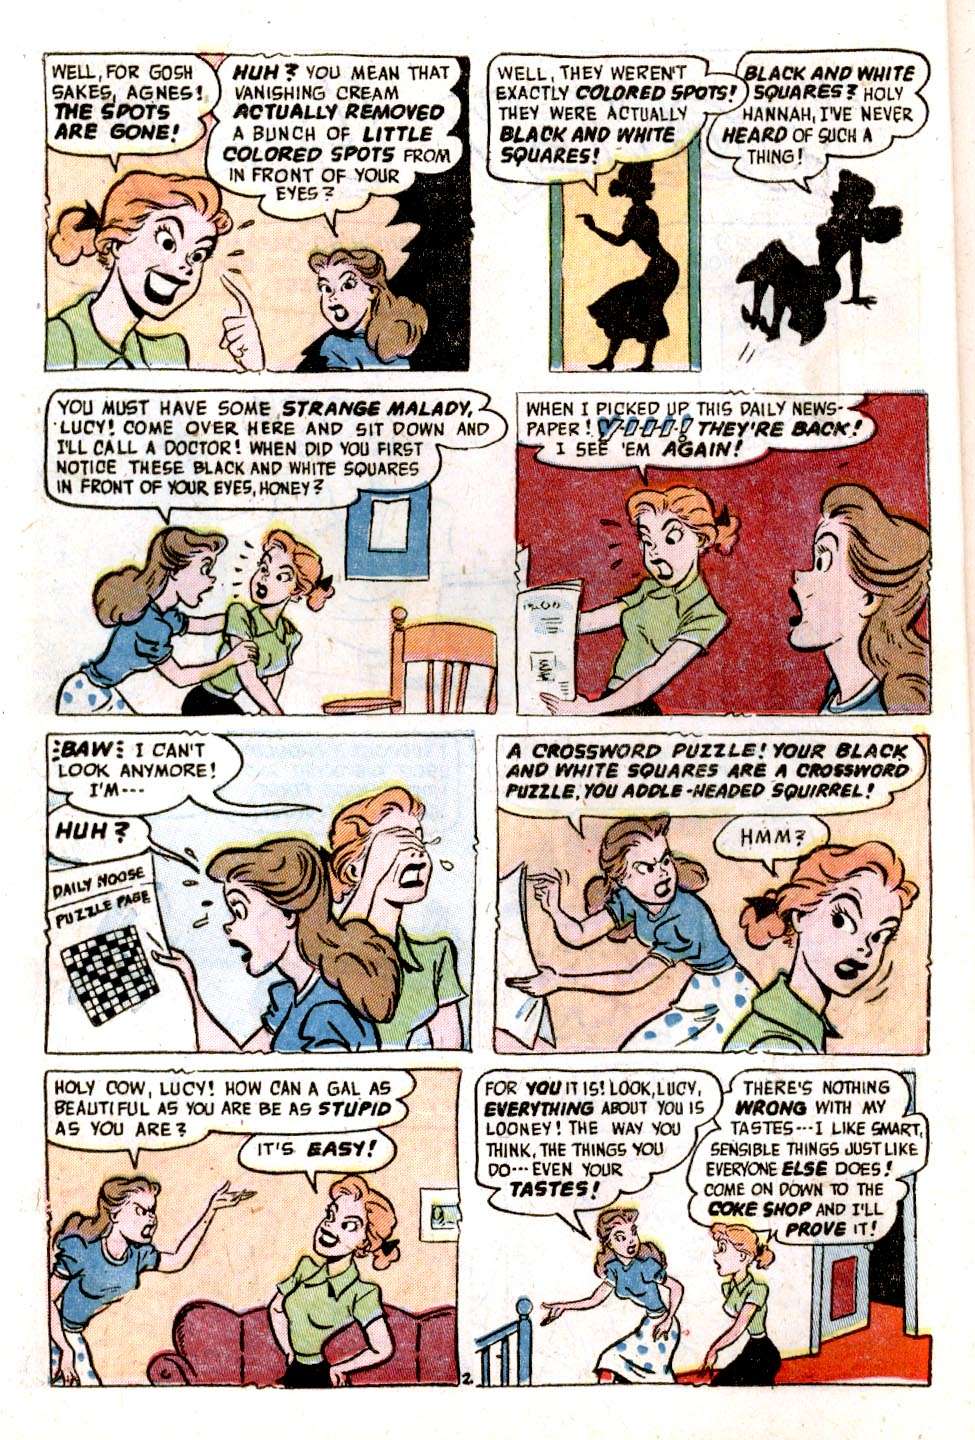 WELL, FOR GOSH
SAKES, AGNES!
THE SPOTS
ARE GONE!
HUH? YOU MEAN THAT
VANISHING CREAM
ACTUALLY REMOVED
A BUNCH OF LITTLE
COLORED SPOTS FROM
IN FRONT OF YOUR
EYES?
WELL, THEY WEREN'T
EXACTLY COLORED SPOTS!
THEY WERE ACTUALLY
BLACK AND WHITE
SQUARES!
BLACK AND WHITE
SQUARES? HOLY
HANNAH, I'VE NEVER
HEARD OF SUCH A
THING!
YOU MUST HAVE SOME STRANGE MALADY,
LUCY! COME OVER HERE AND SIT DOWN AND
I'LL CALL A DOCTOR! WHEN DID YOU FIRST
NOTICE THESE BLACK AND WHITE SQUARES
IN FRONT OF YOUR EYES, HONEY?
WHEN I PICKED UP THIS DAILY NEWS-
PAPER! Y-I-I-I-! THEY'RE BACK!
I SEE 'EM AGAIN!
BAW I CAN'T
LOOK ANYMORE!
I'M---
HUH?
DAILY NOOSE
PUZZLE PAGE
A CROSSWORD PUZZLE! YOUR BLACK
AND WHITE SQUARES ARE A CROSSWORD
PUZZLE, YOU ADDLE-HEADED SQUIRREL!
HMM?
HOLY COW, LUCY! HOW CAN A GAL AS
BEAUTIFUL AS YOU ARE BE AS STUPID
AS YOU ARE?
IT'S EASY!
FOR YOU IT IS! LOOK, LUCY,
EVERYTHING ABOUT YOU IS
LOONEY! THE WAY YOU
THINK, THE THINGS YOU
DO--- EVEN YOUR
TASTES!
THERE'S NOTHING
WRONG WITH MY
TASTES---I LIKE SMART,
SENSIBLE THINGS JUST LIKE
EVERYONE ELSE DOES!
COME ON DOWN TO THE
COKE SHOP AND I'LL
PROVE IT!
2